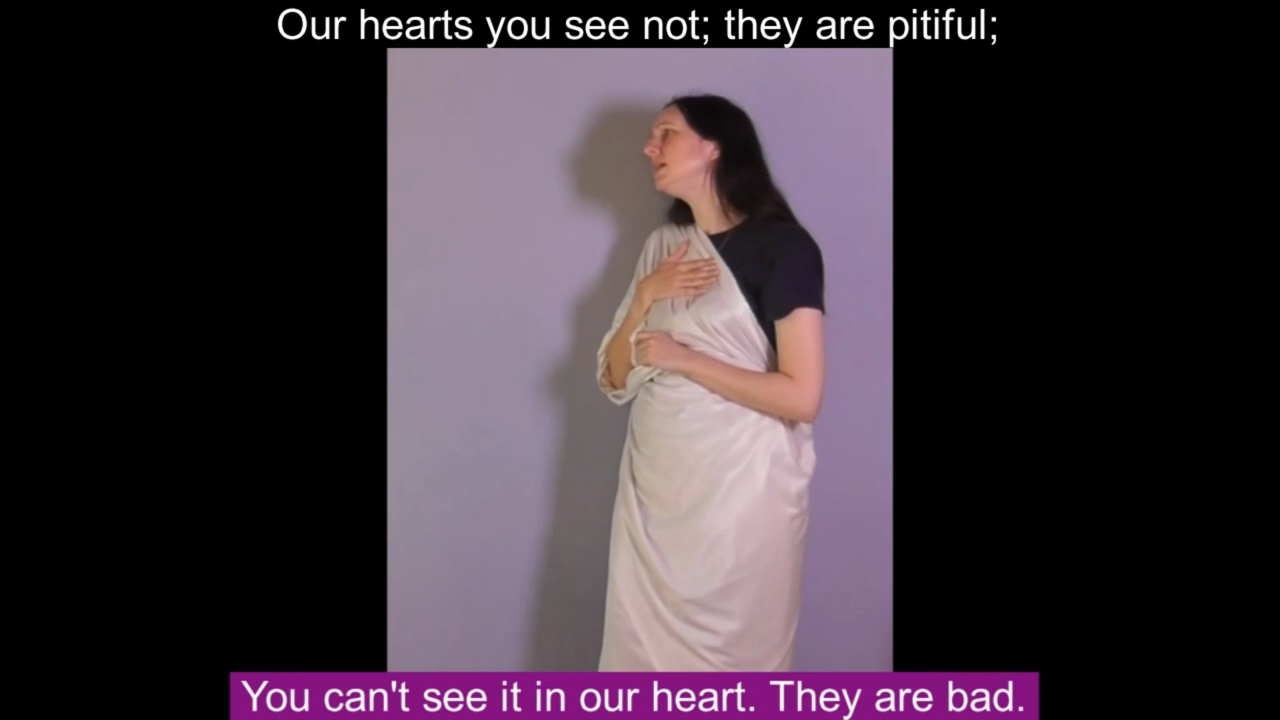 Our hearts you see not; they are pitiful;
You can't see it in our heart. They are bad.